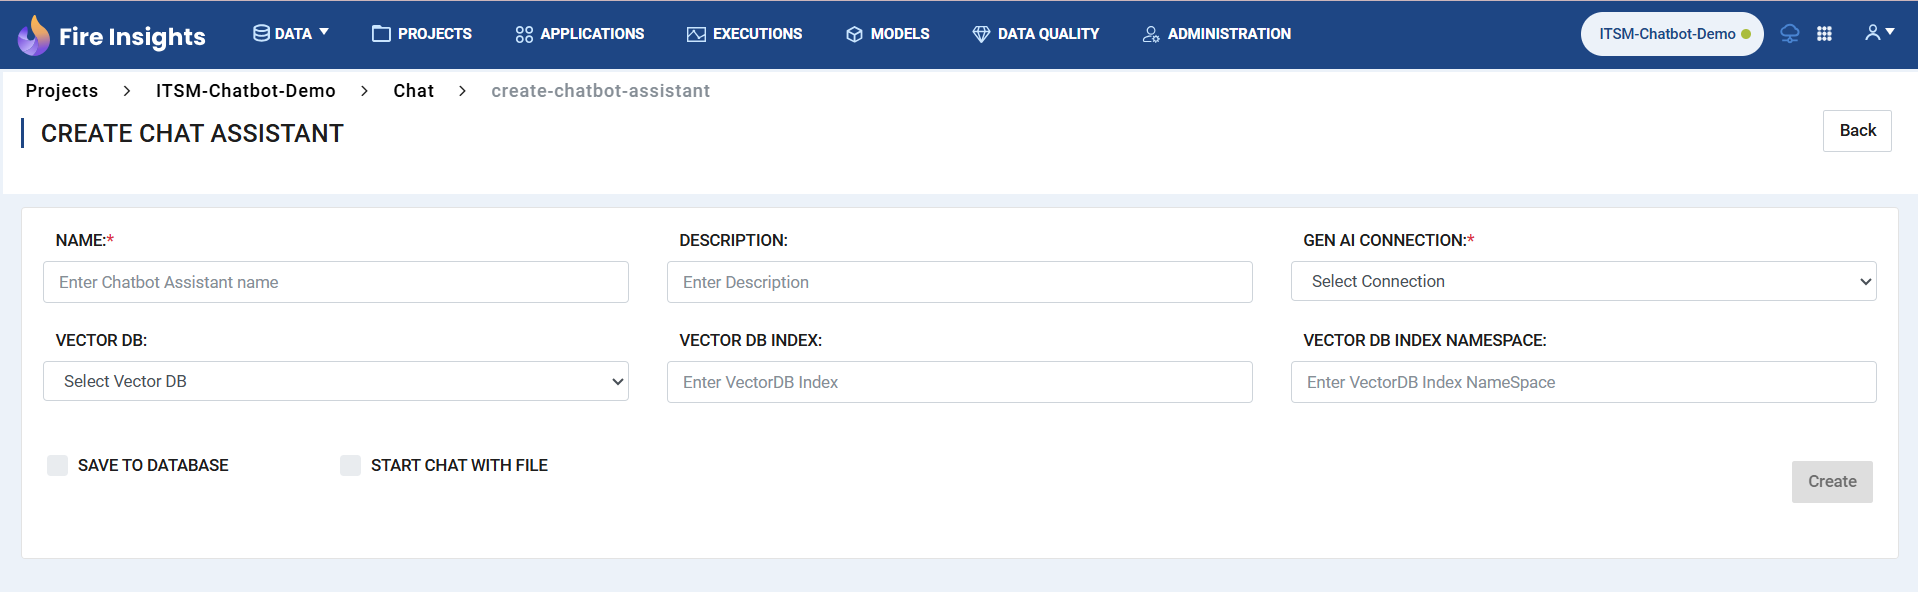 Fire Insights DATA PROJECTS APPLICATIONS EXECUTIONS MODELS DATA QUALITY ADMINISTRATION ITSM-Chatbot-Demo
Projects > ITSM-Chatbot-Demo > Chat > create-chatbot-assistant
CREATE CHAT ASSISTANT
Back
NAME:* DESCRIPTION: GEN AI CONNECTION:*
Enter Chatbot Assistant name Enter Description Select Connection
VECTOR DB: VECTOR DB INDEX: VECTOR DB INDEX NAMESPACE:
Select Vector DB Enter VectorDB Index Enter VectorDB Index NameSpace
SAVE TO DATABASE START CHAT WITH FILE
Create